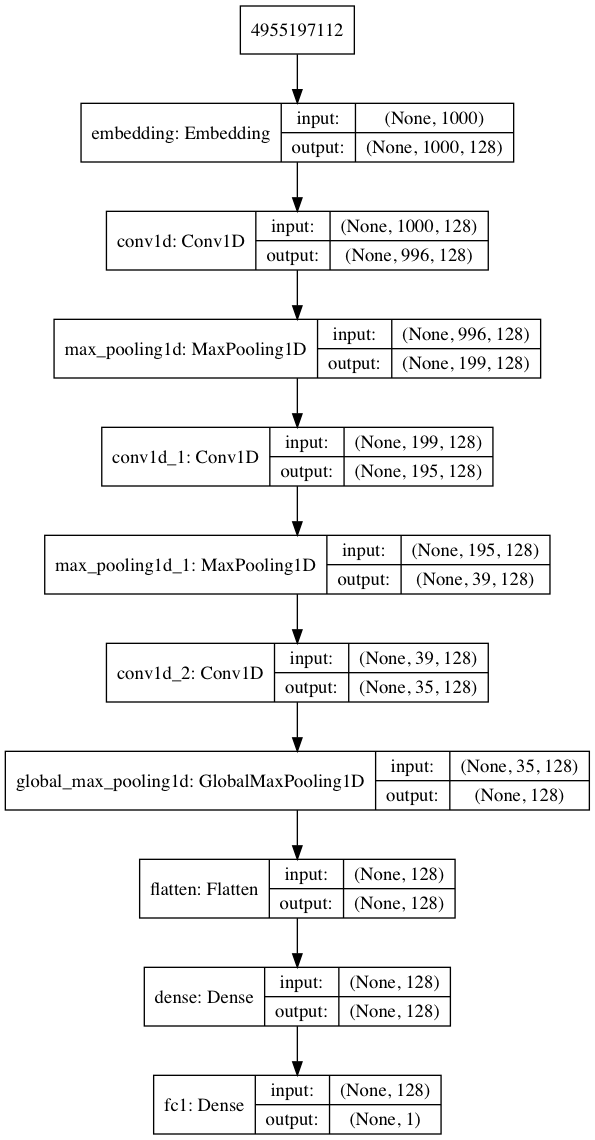 4955197112
embedding: Embedding
input:
(None, 1000)
output:
(None, 1000, 128)
conv1d: Conv1D
input:
(None, 1000, 128)
output:
(None, 996, 128)
max_pooling1d: MaxPooling1D
input:
(None, 996, 128)
output:
(None, 199, 128)
conv1d_1: Conv1D
input:
(None, 199, 128)
output:
(None, 195, 128)
max_pooling1d_1: MaxPooling1D
input:
(None, 195, 128)
output:
(None, 39, 128)
conv1d_2: Conv1D
input:
(None, 39, 128)
output:
(None, 35, 128)
global_max_pooling1d: GlobalMaxPooling1D
input:
(None, 35, 128)
output:
(None, 128)
flatten: Flatten
input:
(None, 128)
output:
(None, 128)
dense: Dense
input:
(None, 128)
output:
(None, 128)
fc1: Dense
input:
(None, 128)
output:
(None, 1)